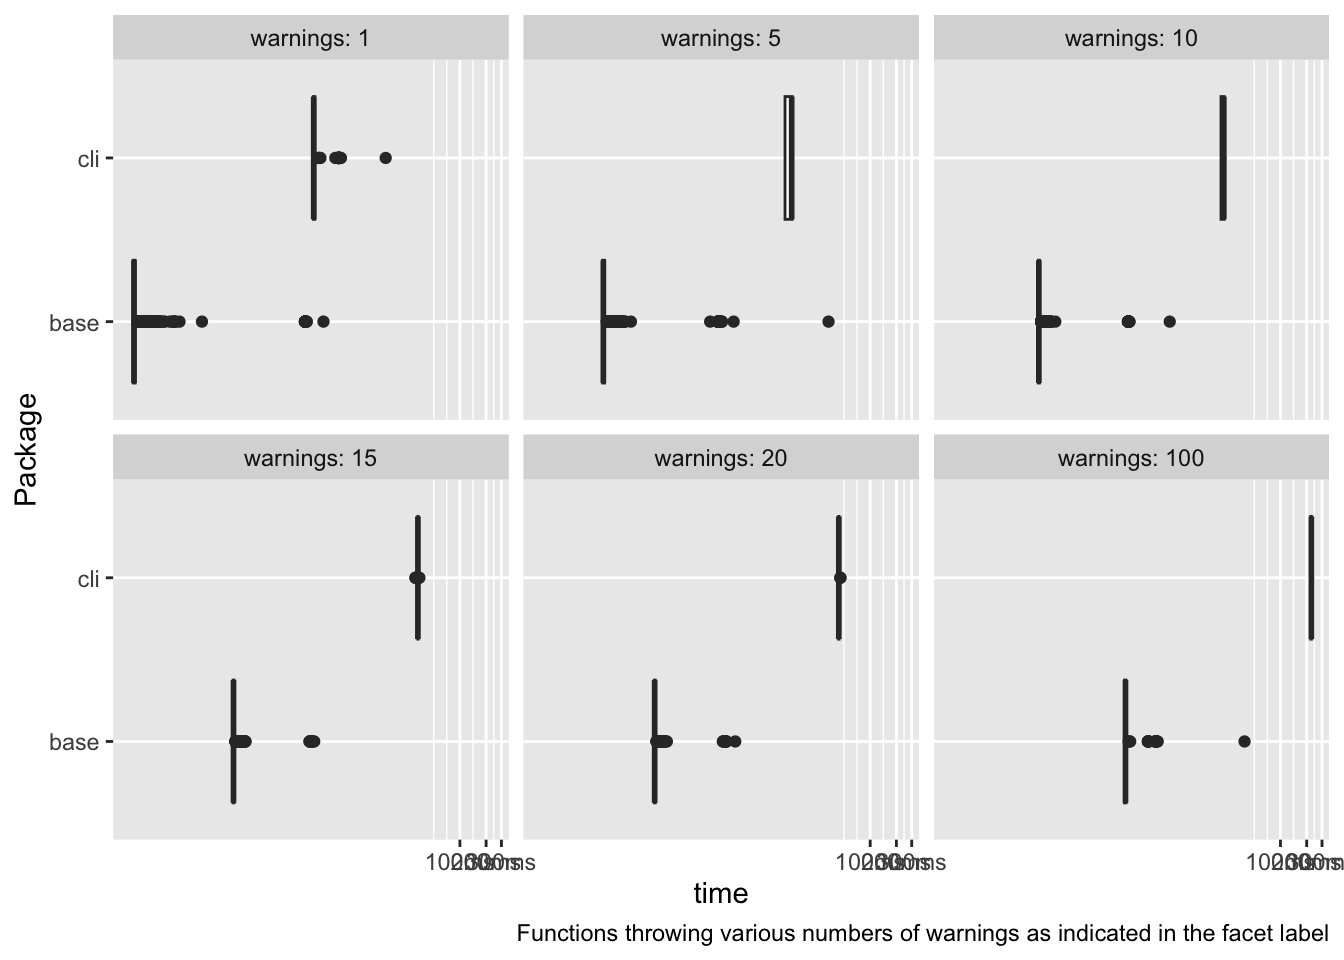 warnings: 1
warnings: 5
warnings: 10
cli
base
Package
warnings: 15
warnings: 20
warnings: 100
cli
base
time
Functions throwing various numbers of warnings as indicated in the facet label